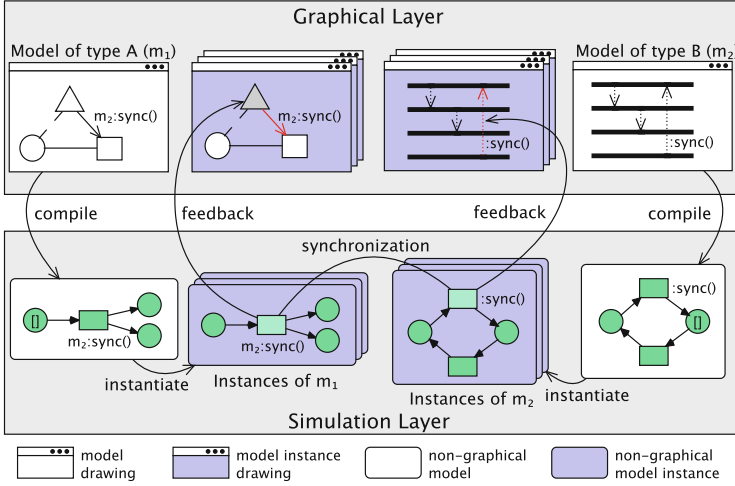 Graphical Layer
Model of type A (m1)
Model of type B (m2)
m2:sync()
m2:sync()
:sync()
:sync()
compile
feedback
feedback
compile
synchronization
[]
m2:sync()
m2:sync()
:sync()
:sync()
[]
instantiate
Instances of m1
Instances of m2
instantiate
Simulation Layer
model
drawing
model instance
drawing
non-graphical
model
non-graphical
model instance